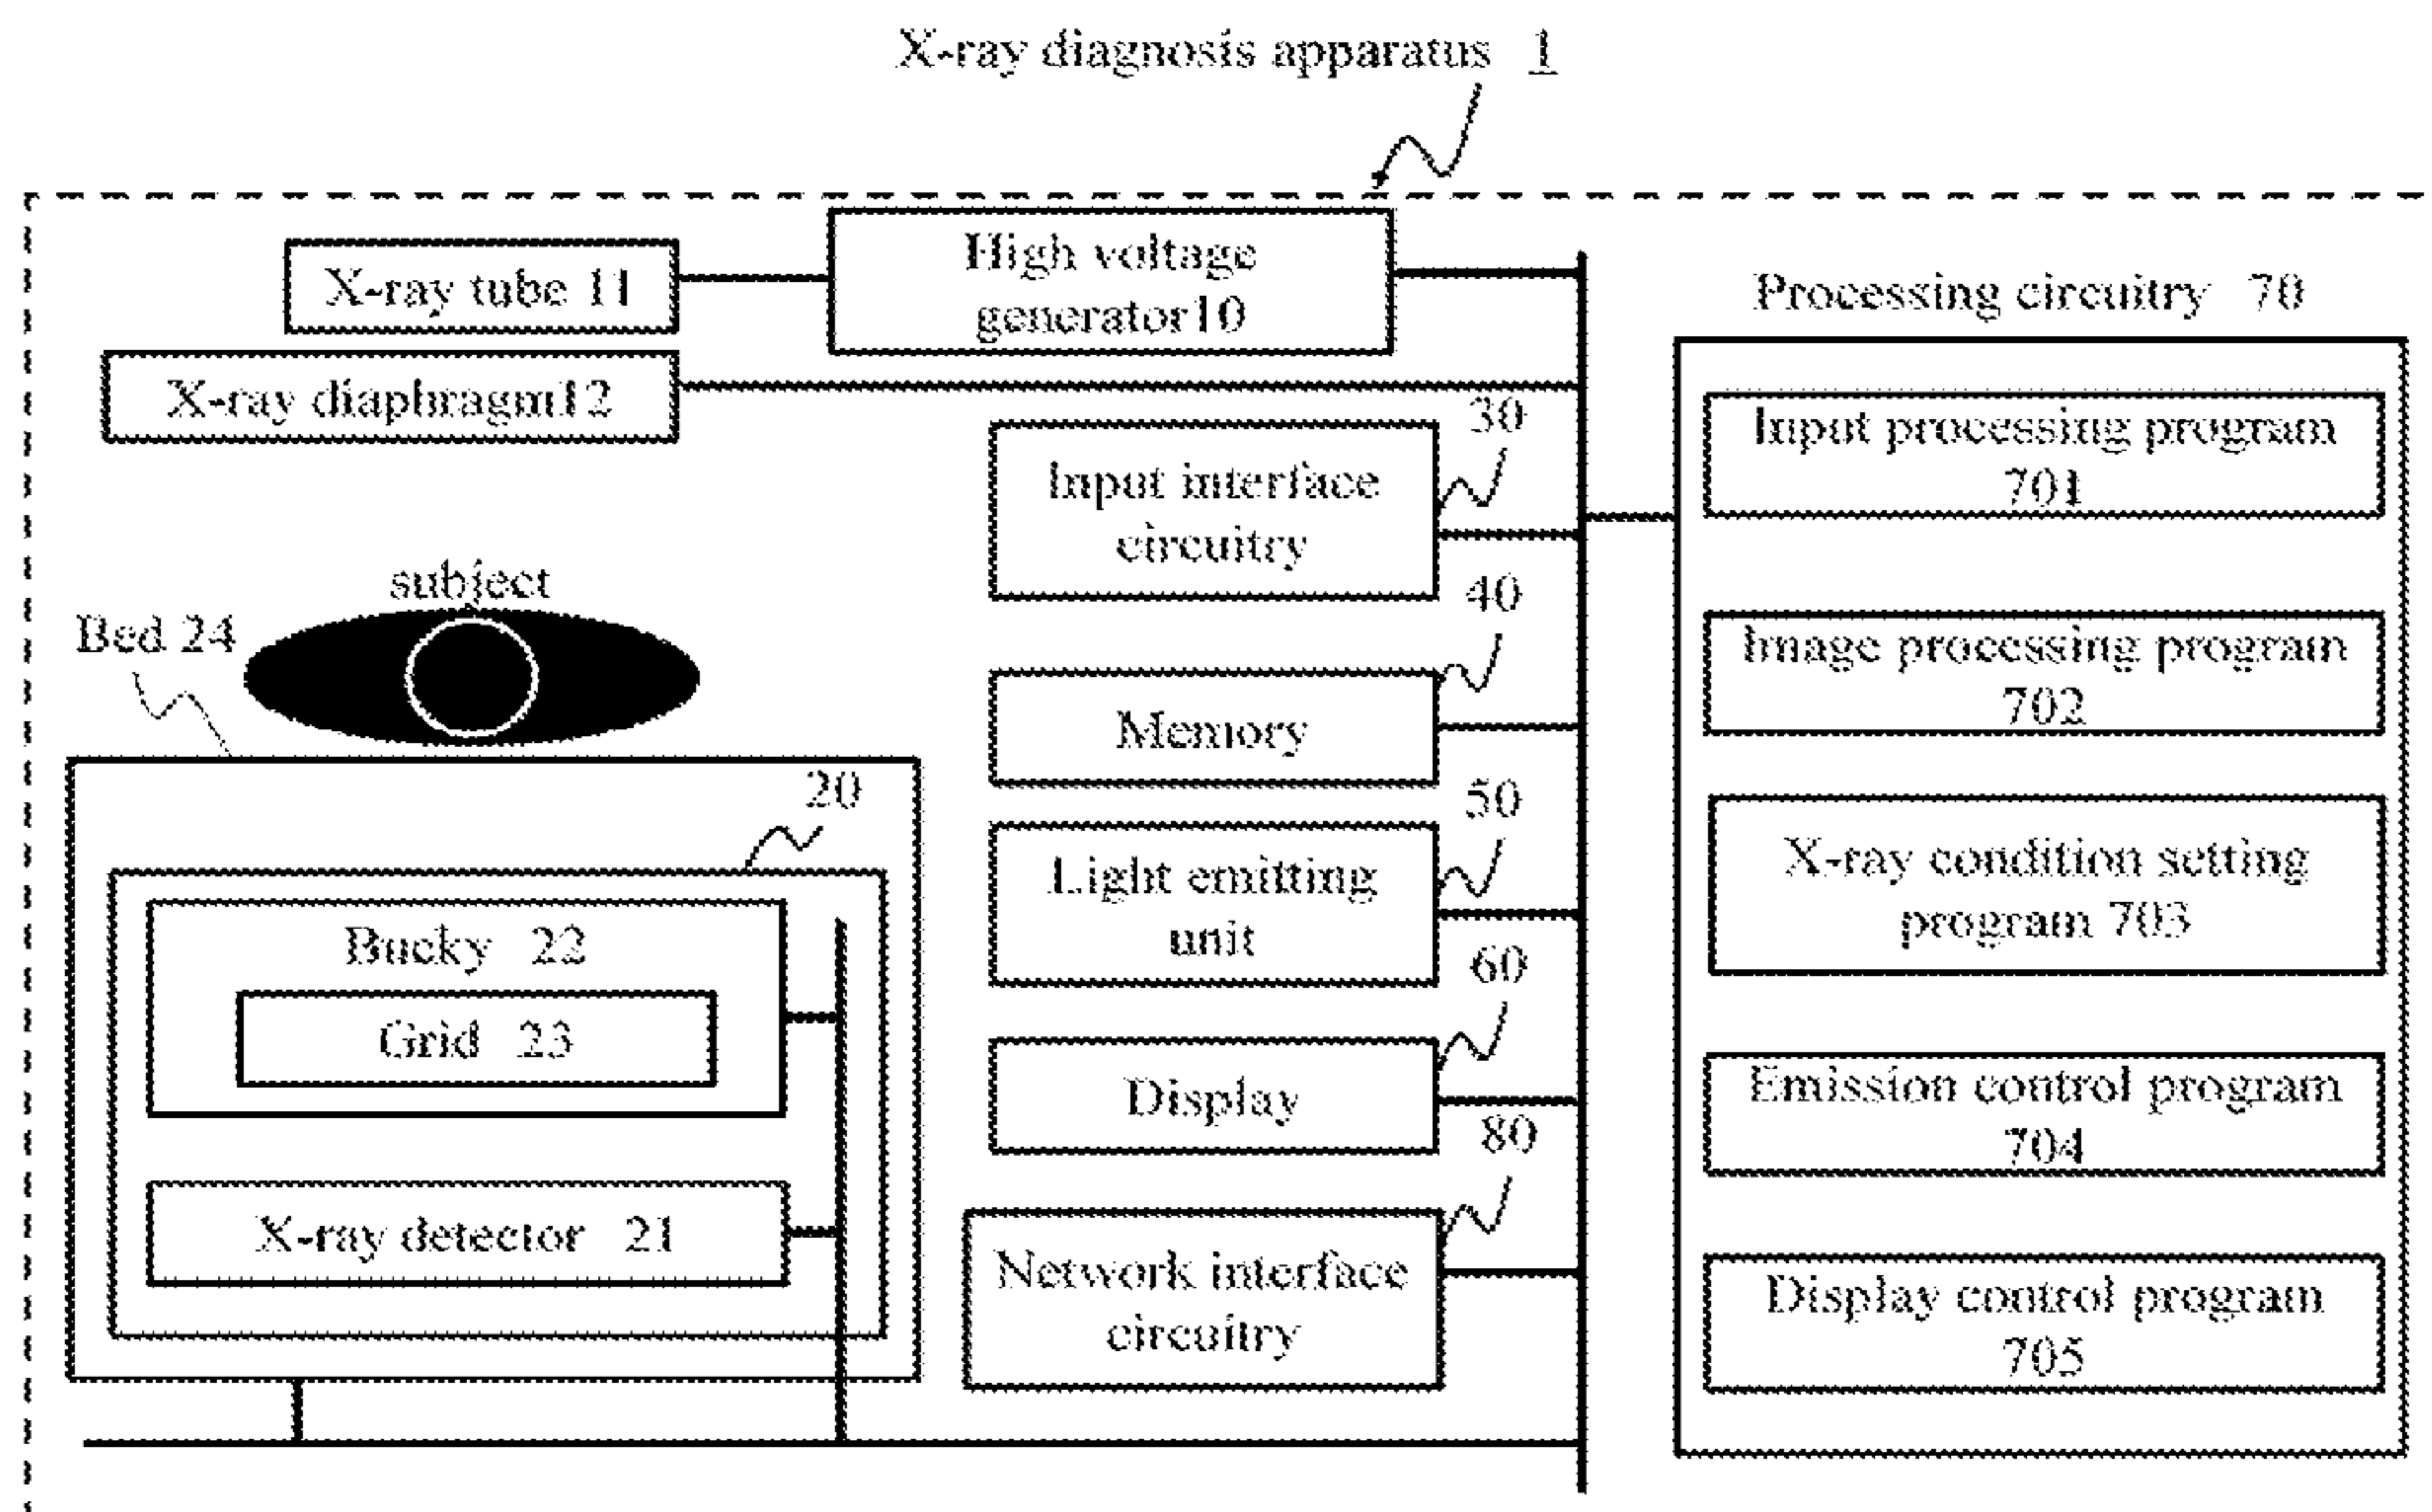 X-ray diagnosis apparatus 1
X-ray tube 11
High voltage
generator10
X-ray diaphragm12
Processing circuitry 70
30
Input interface
circuitry
Input processing program
701
subject
Bed 24
40
Memory
Image processing program
702
20
50
Light emitting
unit
X-ray condition setting
program 703
Bucky 22
Grid 23
60
Display
Emission control program
704
X-ray detector 21
80
Network interface
circuitry
Display control program
705